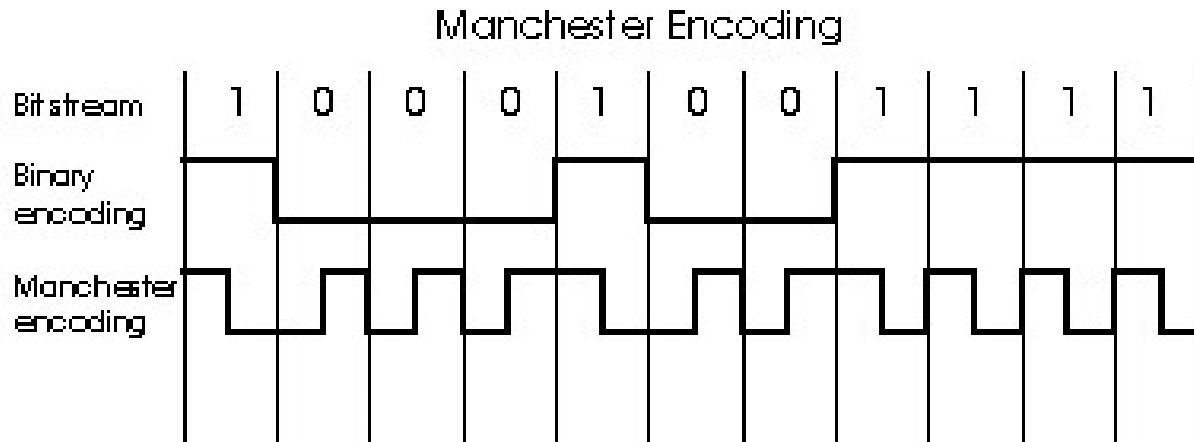 Manchester Encoding
Bitstream 1 0 0 0 1 0 0 1 1 1 1
Binary
encoding
Manchester
encoding